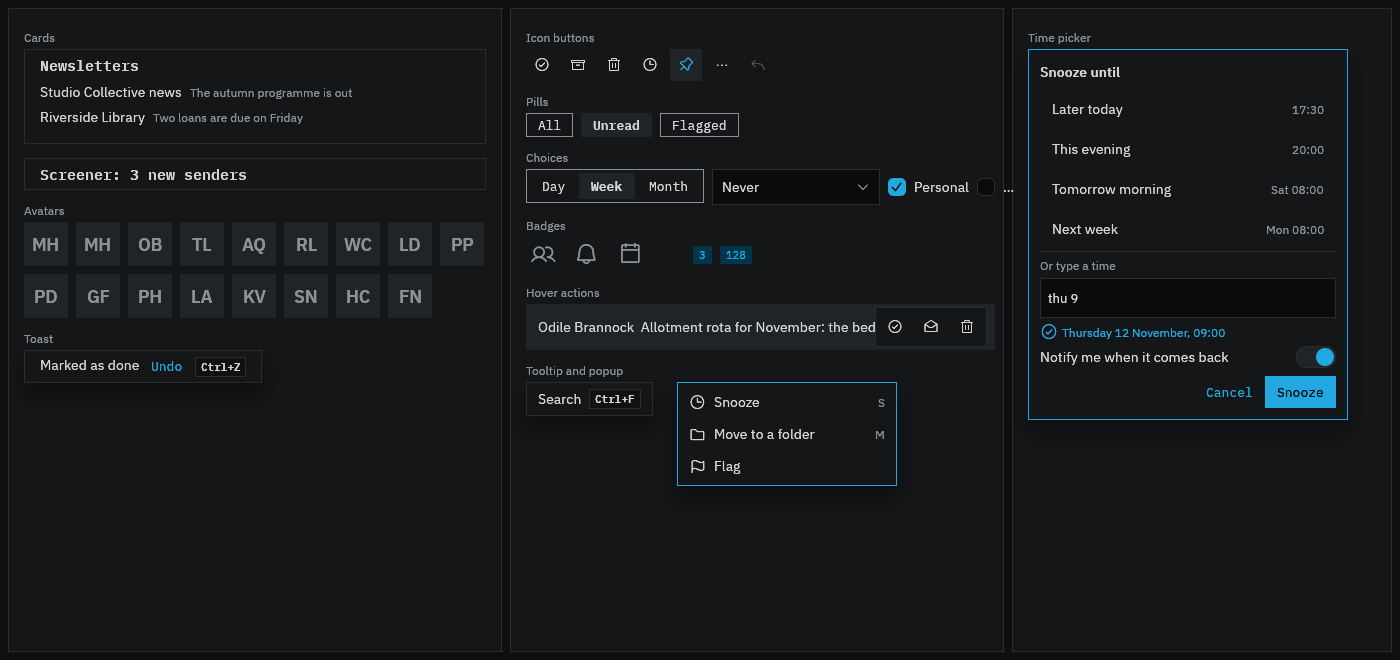 Cards
Newsletters
Studio Collective news The autumn programme is out
Riverside Library Two loans are due on Friday
Screener: 3 new senders
Avatars
MH MH OB TL AQ RL WC LD PP
PD GF PH LA KV SN HC FN
Toast
Marked as done Undo Ctrl+Z
Icon buttons
Pills
All Unread Flagged
Choices
Day Week Month Never Personal ...
Badges
3 128
Hover actions
Odile Brannock Allotment rota for November: the bed
Tooltip and popup
Search Ctrl+F
Snooze S
Move to a folder M
Flag
Time picker
Snooze until
Later today 17:30
This evening 20:00
Tomorrow morning Sat 08:00
Next week Mon 08:00
Or type a time
thu 9
Thursday 12 November, 09:00
Notify me when it comes back
Cancel Snooze